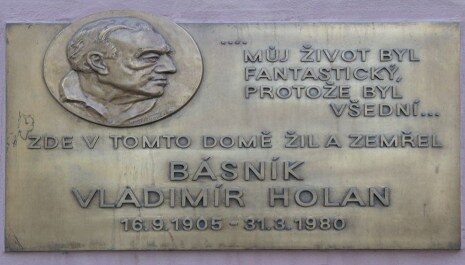 ....
MŮJ ŽIVOT BYL
FANTASTICKÝ,
PROTOŽE BYL
VŠEDNÍ...
ZDE V TOMTO DOMĚ ŽIL A ZEMŘEL
BÁSNÍK
VLADIMÍR HOLAN
16.9.1905 - 31.3.1980